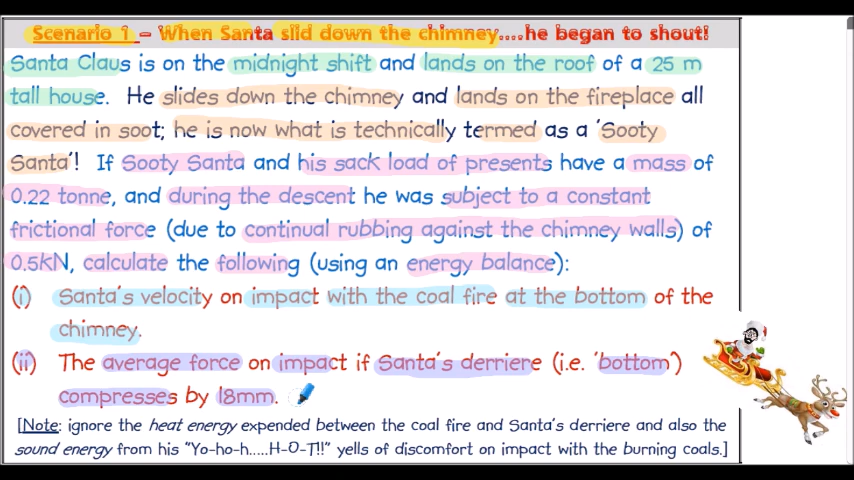 Scenario 1 – When Santa slid down the chimney....he began to shout!
Santa Claus is on the midnight shift and lands on the roof of a 25 m
tall house. He slides down the chimney and lands on the fireplace all
covered in soot; he is now what is technically termed as a 'Sooty
Santa'! If Sooty Santa and his sack load of presents have a mass of
0.22 tonne, and during the descent he was subject to a constant
frictional force (due to continual rubbing against the chimney walls) of
0.5kN, calculate the following (using an energy balance):
(i) Santa's velocity on impact with the coal fire at the bottom of the
chimney.
(ii) The average force on impact if Santa's derriere (i.e. 'bottom')
compresses by 18mm.
[Note: ignore the heat energy expended between the coal fire and Santa's derriere and also the
sound energy from his "Yo-ho-h.....H-O-T!!" yells of discomfort on impact with the burning coals.]